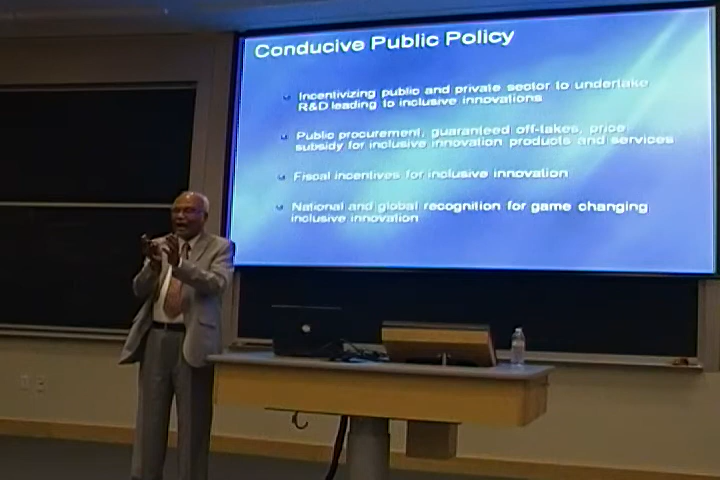 Conducive Public Policy
Incentivizing public and private sector to undertake
R&D leading to inclusive innovations
Public procurement, guaranteed off-takes, price
subsidy for inclusive innovation products and services
Fiscal incentives for inclusive innovation
National and global recognition for game changing
inclusive innovation